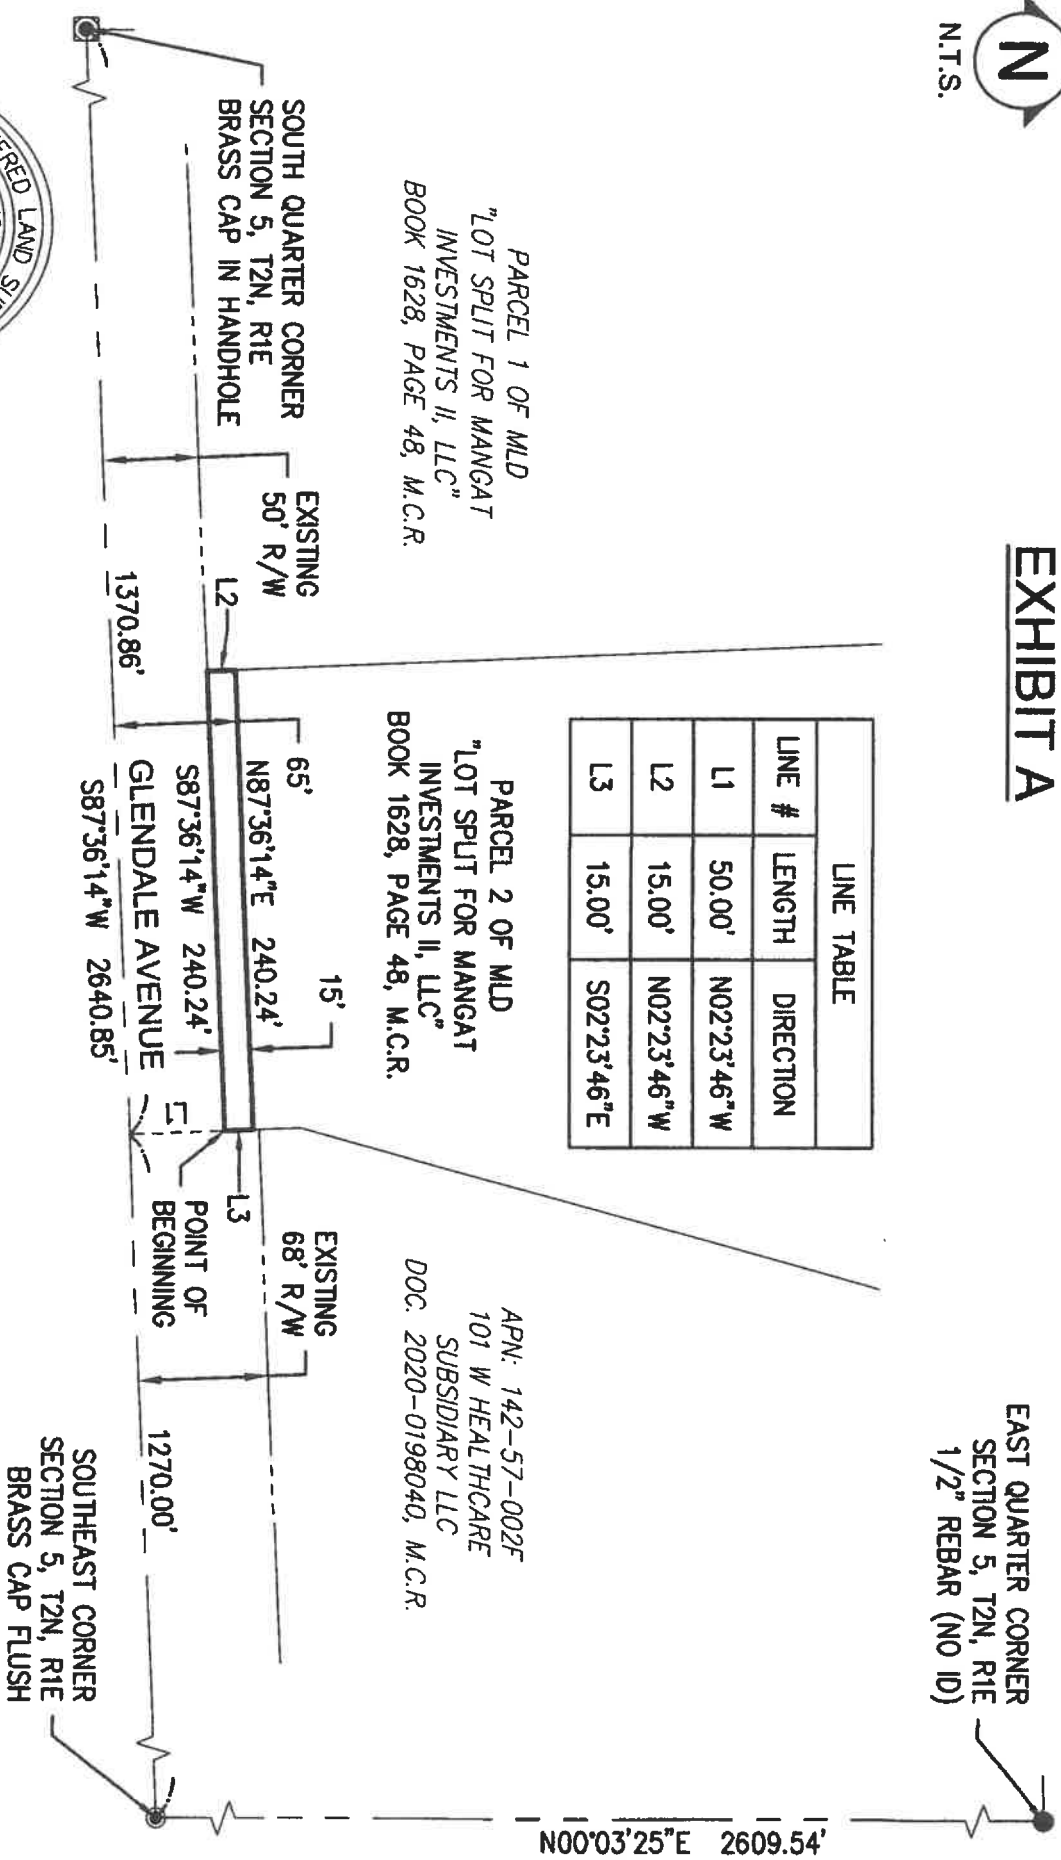 EXHIBIT A
N
N.T.S.
EAST QUARTER CORNER
SECTION 5, T2N, R1E
1/2" REBAR (NO ID)
LINE TABLE
LINE # LENGTH DIRECTION
L1 50.00' N02°23'46"W
L2 15.00' N02°23'46"W
L3 15.00' S02°23'46"E
PARCEL 1 OF MLD
"LOT SPLIT FOR MANGAT
INVESTMENTS II, LLC"
BOOK 1628, PAGE 48, M.C.R.
PARCEL 2 OF MLD
"LOT SPLIT FOR MANGAT
INVESTMENTS II, LLC"
BOOK 1628, PAGE 48, M.C.R.
APN: 142-57-002F
101 W HEALTHCARE
SUBSIDIARY LLC
DOC. 2020-0198040, M.C.R.
N00°03'25"E 2609.54'
SOUTH QUARTER CORNER
SECTION 5, T2N, R1E
BRASS CAP IN HANDHOLE
EXISTING
50' R/W
L2
65'
15'
N87°36'14"E 240.24'
S87°36'14"W 240.24'
GLENDALE AVENUE
S87°36'14"W 2640.85'
1370.86'
L1
L3
POINT OF
BEGINNING
EXISTING
68' R/W
1270.00'
SOUTHEAST CORNER
SECTION 5, T2N, R1E
BRASS CAP FLUSH
LAND